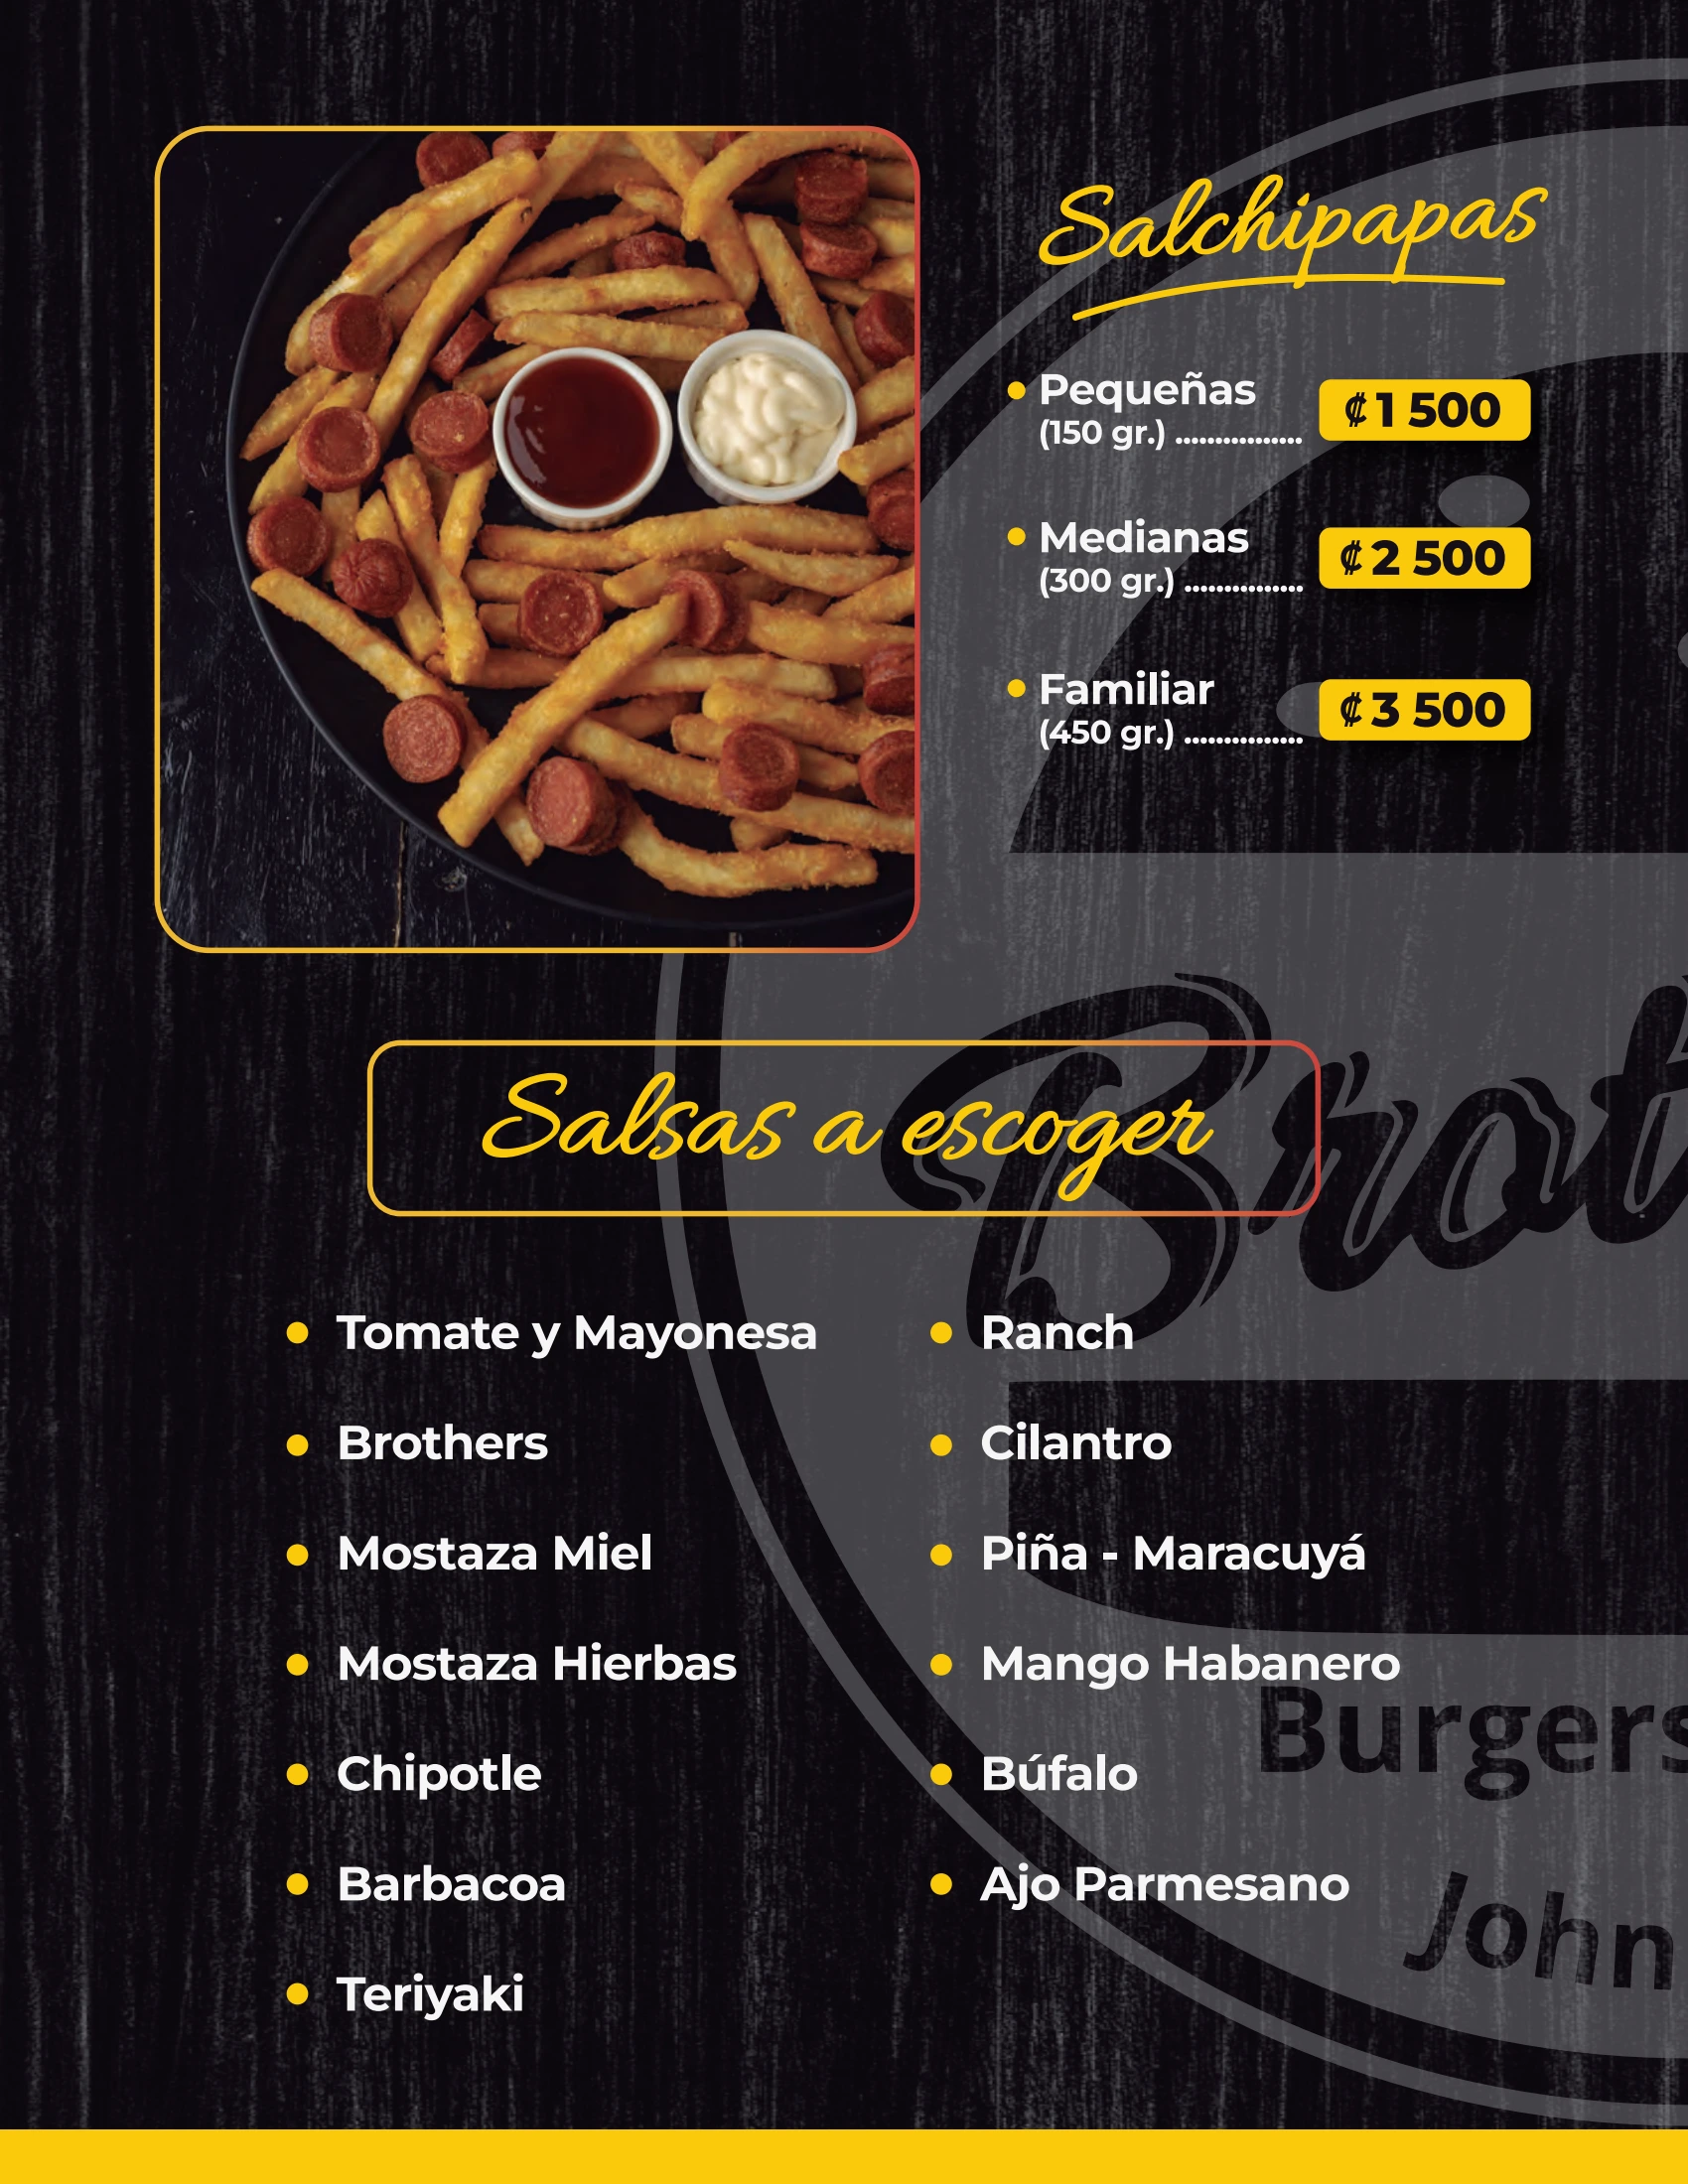 Salchipapas
Pequeñas
(150 gr.) ................ ₡ 1 500
Medianas
(300 gr.) ............... ₡ 2 500
Familiar
(450 gr.) ............... ₡ 3 500
Brot
Salsas a escoger
Tomate y Mayonesa
Brothers
Mostaza Miel
Mostaza Hierbas
Chipotle
Barbacoa
Teriyaki
Ranch
Cilantro
Piña - Maracuyá
Mango Habanero
Búfalo
Ajo Parmesano
Burgers
John